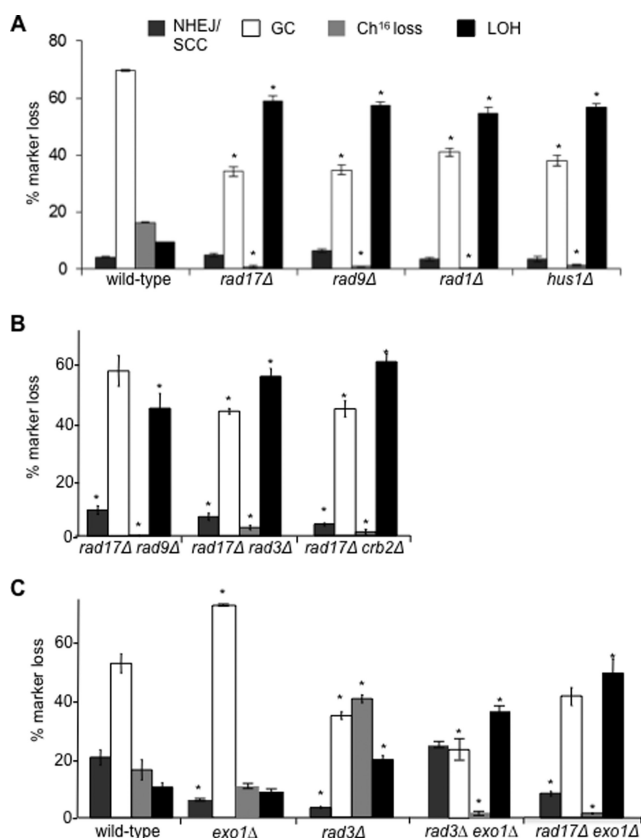 A
NHEJ/ SCC
GC
Ch16 loss
LOH
% marker loss
80
60
40
20
0
* * * * * * * * * * * *
wild-type rad17Δ rad9Δ rad1Δ hus1Δ
B
% marker loss
60
40
20
0
* * * * * * * * * * *
rad17Δ rad9Δ rad17Δ rad3Δ rad17Δ crb2Δ
C
% marker loss
60
40
20
0
* * * * * * * * * * * *
wild-type exo1Δ rad3Δ rad3Δ exo1Δ rad17Δ exo1Δ